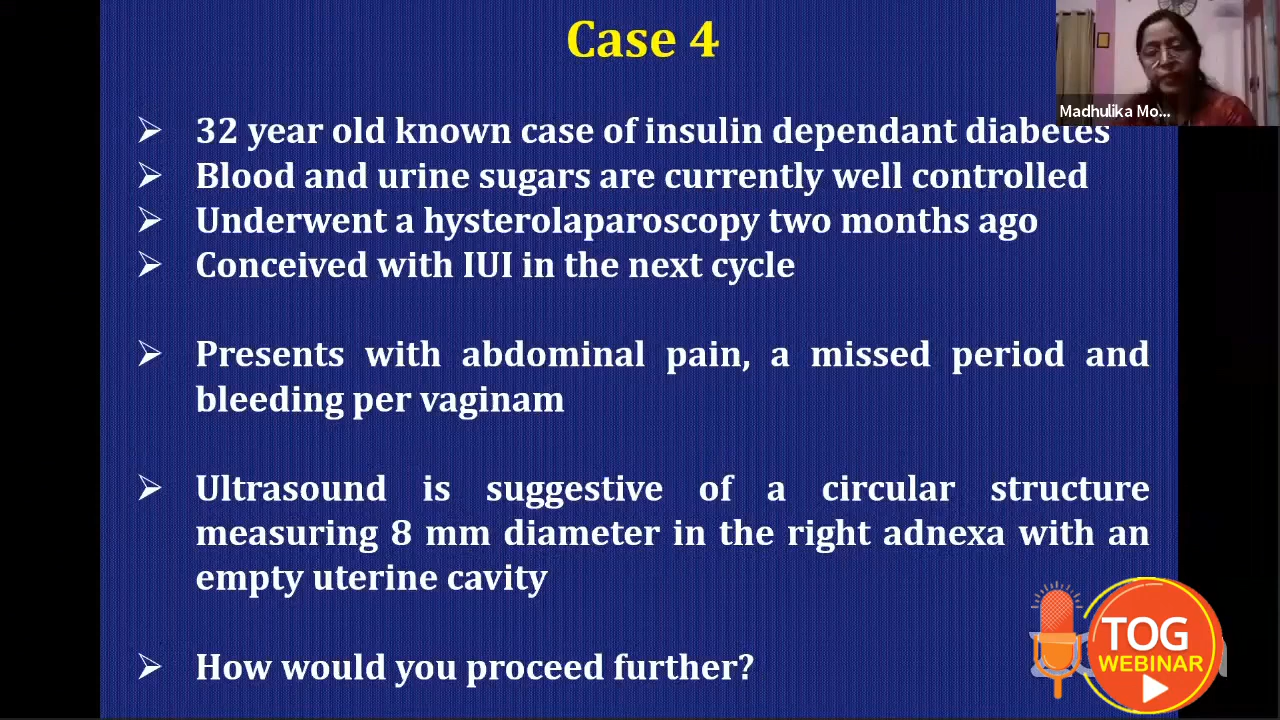 Case 4
Madhulika Mo...
32 year old known case of insulin dependant diabetes
Blood and urine sugars are currently well controlled
Underwent a hysterolaparoscopy two months ago
Conceived with IUI in the next cycle
Presents with abdominal pain, a missed period and
bleeding per vaginam
Ultrasound is suggestive of a circular structure
measuring 8 mm diameter in the right adnexa with an
empty uterine cavity
How would you proceed further?
TOG
WEBINAR